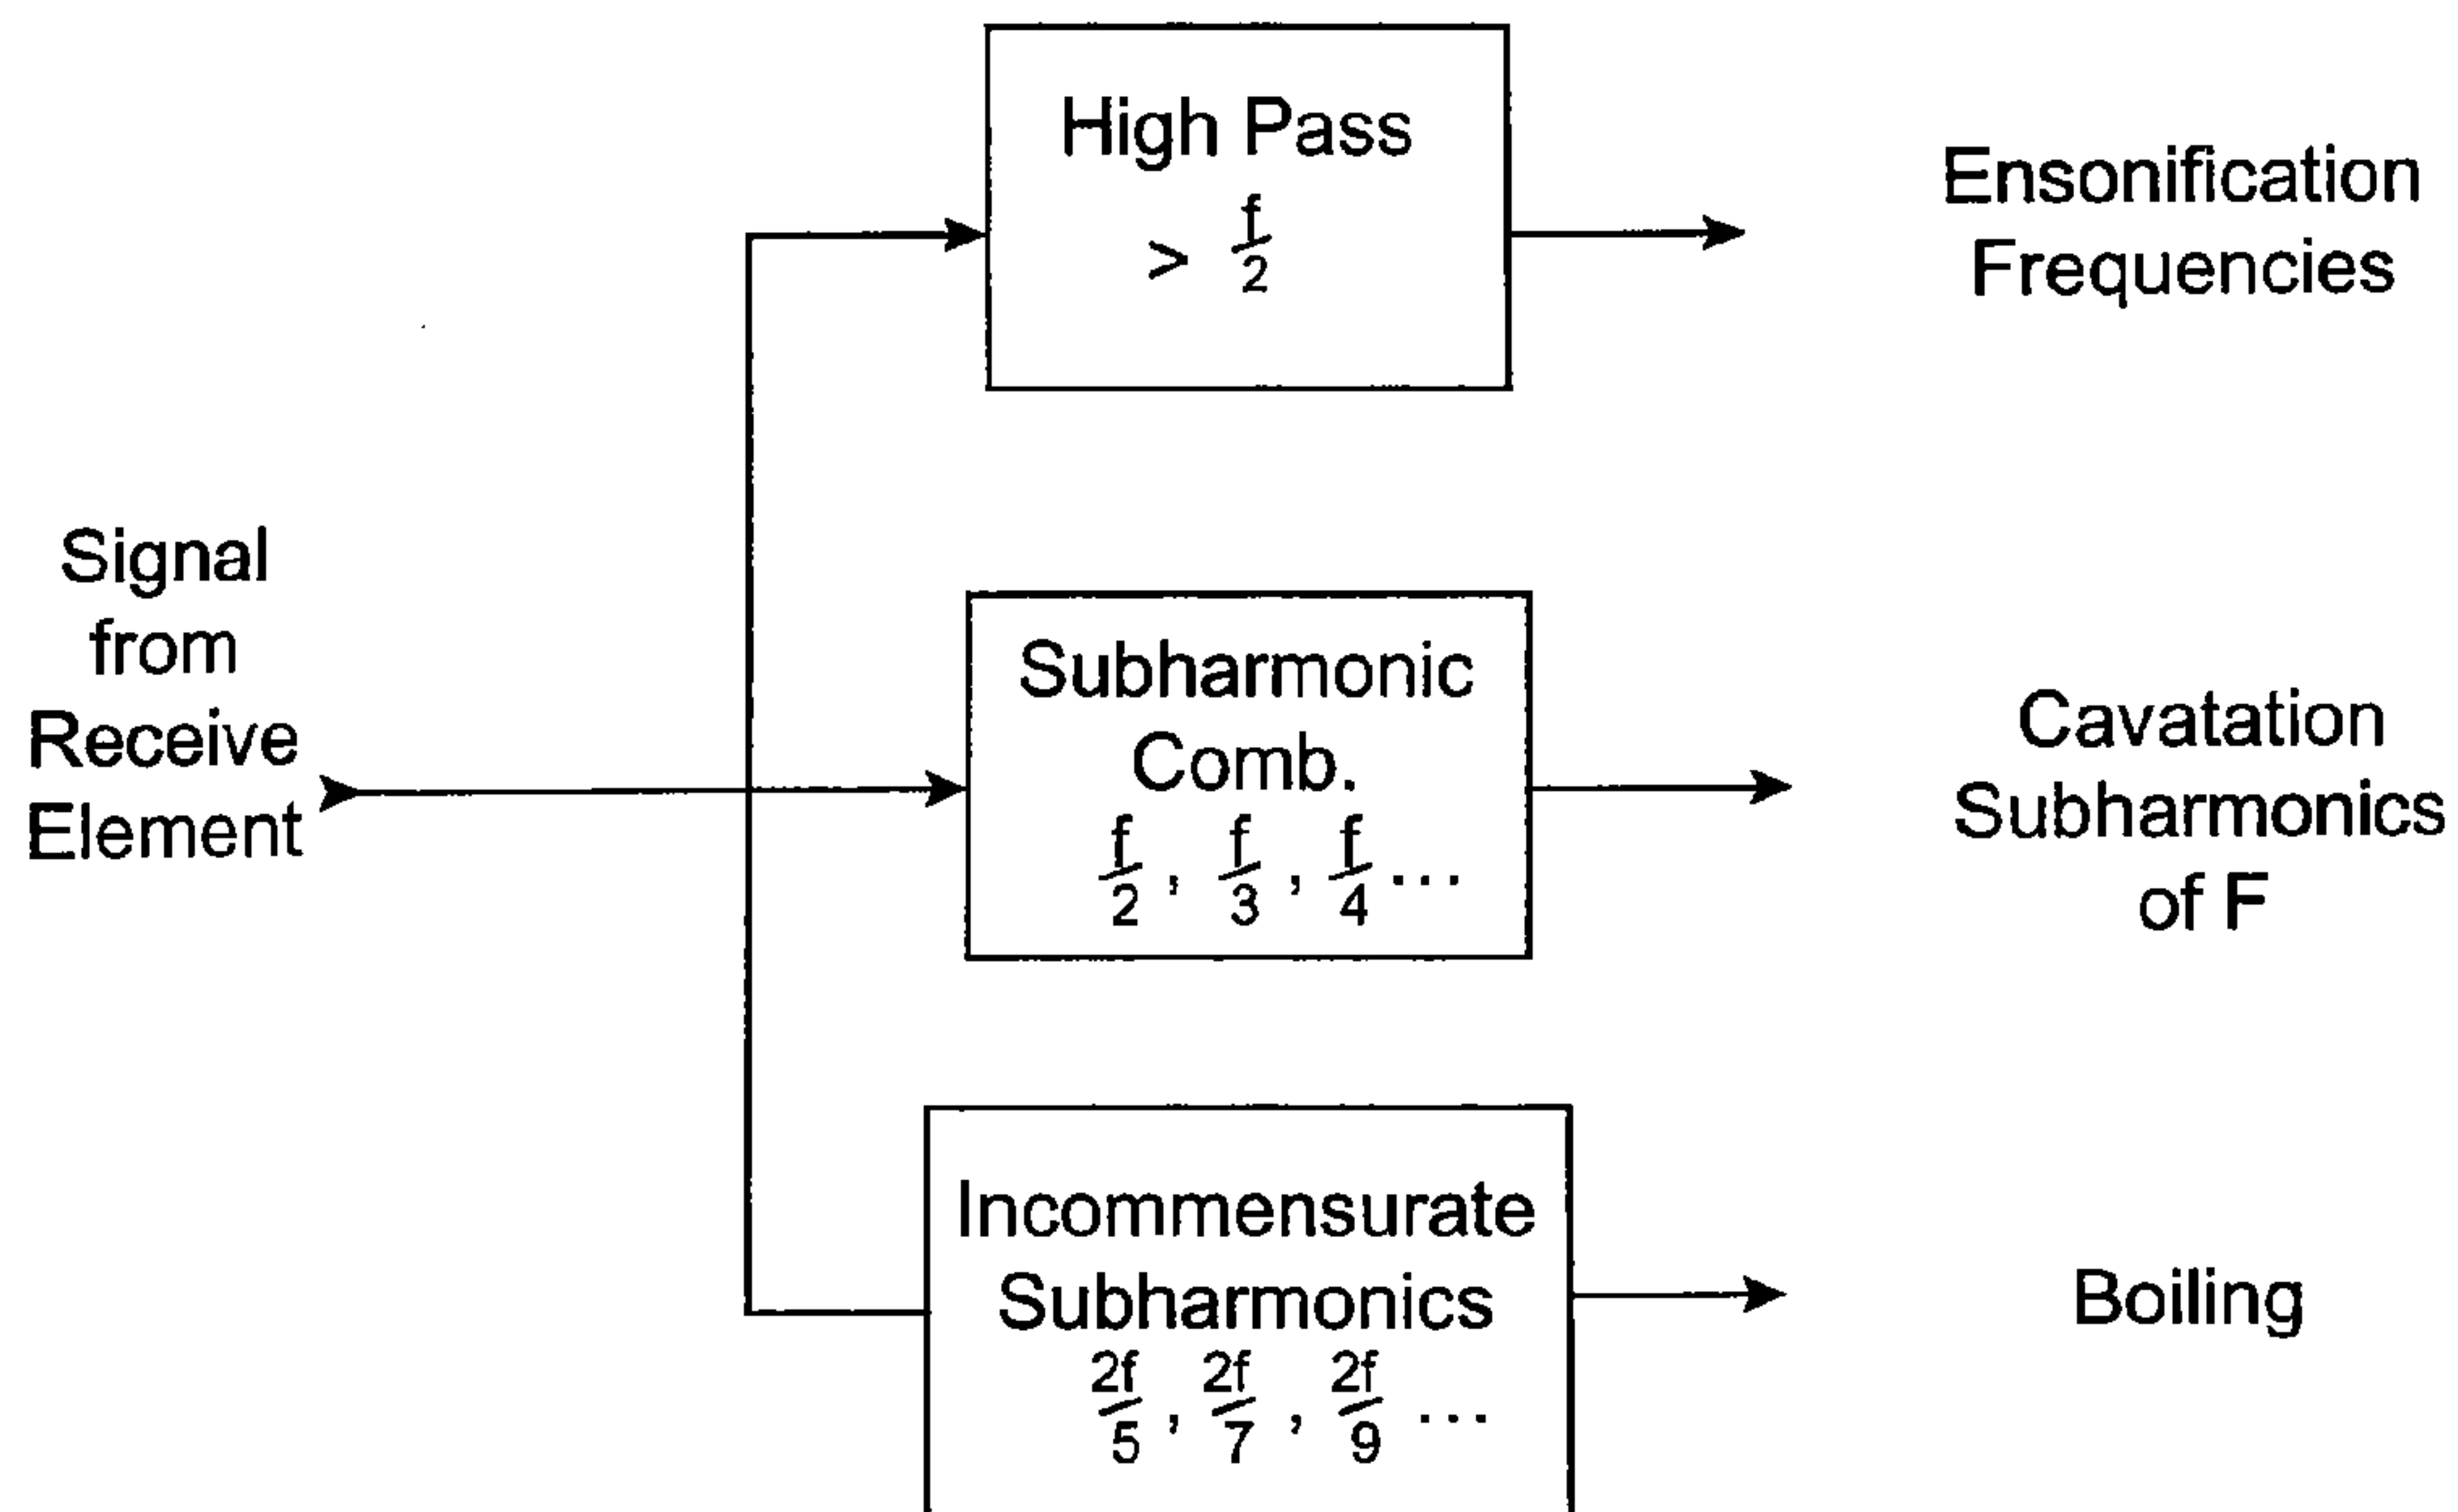 High Pass
> f/2
Ensonification
Frequencies
Signal
from
Receive
Element
Subharmonic
Comb.
f/2, f/3, f/4 ...
Cavatation
Subharmonics
of F
Incommensurate
Subharmonics
2f/5, 2f/7, 2f/9 ...
Boiling